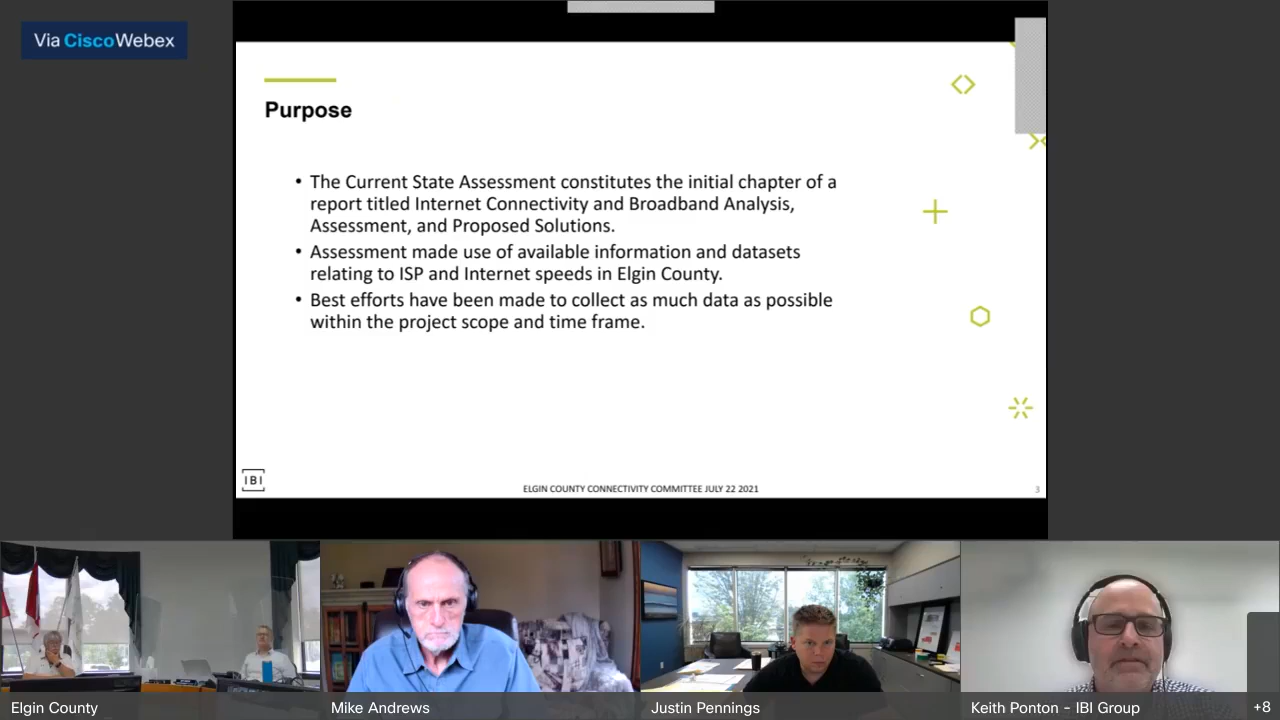 Via Cisco Webex
Purpose
• The Current State Assessment constitutes the initial chapter of a
report titled Internet Connectivity and Broadband Analysis,
Assessment, and Proposed Solutions.
• Assessment made use of available information and datasets
relating to ISP and Internet speeds in Elgin County.
• Best efforts have been made to collect as much data as possible
within the project scope and time frame.
IBI
ELGIN COUNTY CONNECTIVITY COMMITTEE JULY 22 2021
3
Elgin County
Mike Andrews
Justin Pennings
Keith Ponton - IBI Group
+8